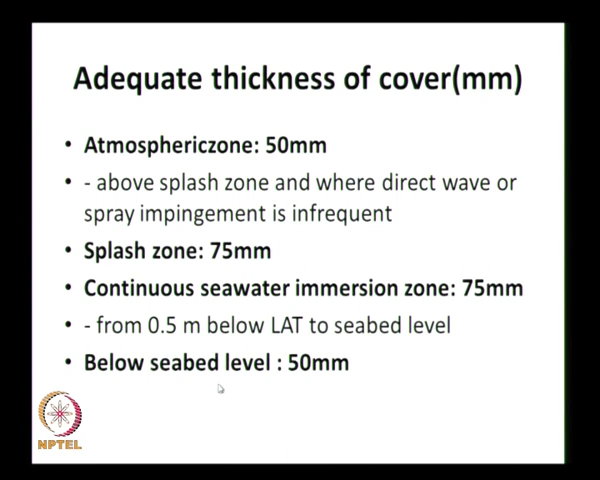 Adequate thickness of cover(mm)
• Atmosphericzone: 50mm
• - above splash zone and where direct wave or
spray impingement is infrequent
• Splash zone: 75mm
• Continuous seawater immersion zone: 75mm
• - from 0.5 m below LAT to seabed level
• Below seabed level : 50mm
NPTEL